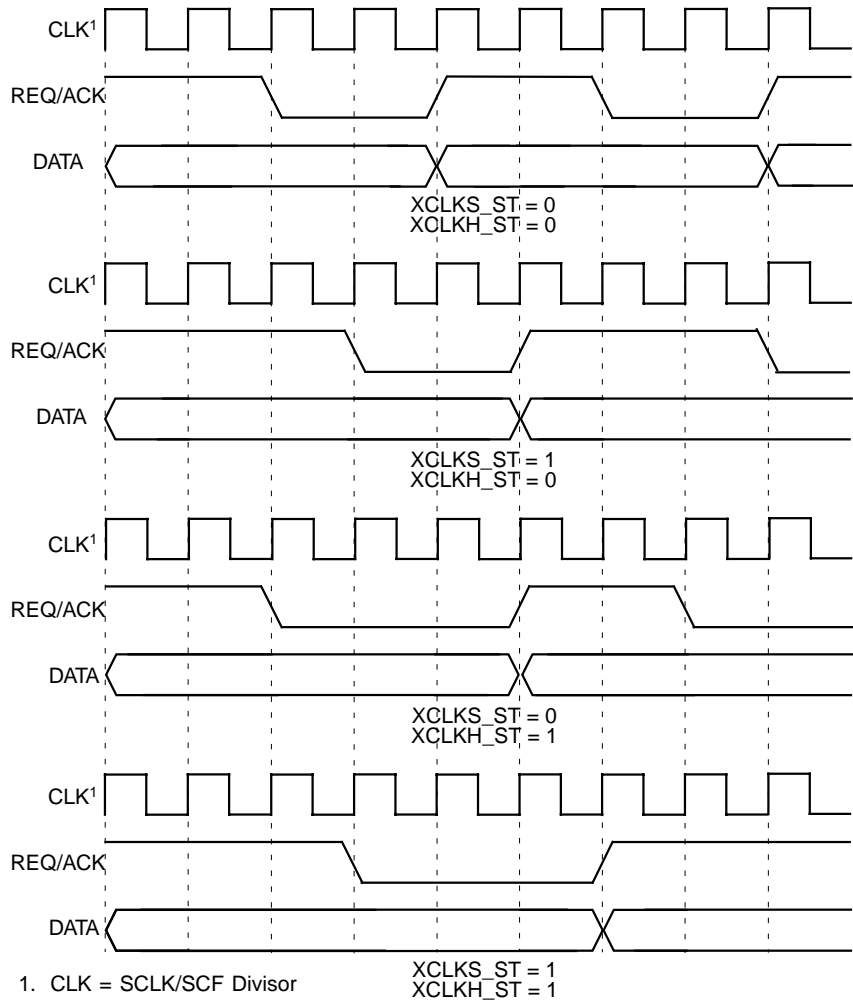 CLK¹
REQ/ACK
DATA
XCLKS_ST = 0
XCLKH_ST = 0
CLK¹
REQ/ACK
DATA
XCLKS_ST = 1
XCLKH_ST = 0
CLK¹
REQ/ACK
DATA
XCLKS_ST = 0
XCLKH_ST = 1
CLK¹
REQ/ACK
DATA
XCLKS_ST = 1
XCLKH_ST = 1
1. CLK = SCLK/SCF Divisor